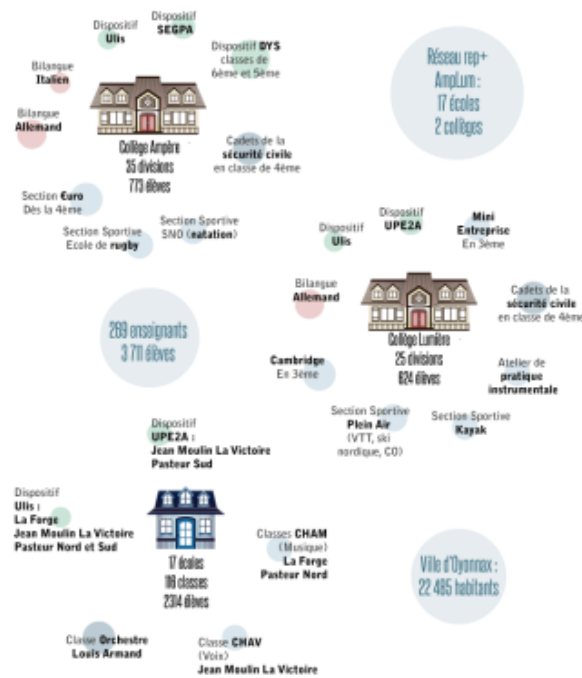 Dispositif
Ulis
Dispositif
SEGPA
Dispositif DYS
classes de
6ème et 5ème
Bilangue
Italien
Bilangue
Allemand
Collège Ampère
35 divisions
773 élèves
Cadets de la
sécurité civile
en classe de 4ème
Section €uro
Dès la 4ème
Section Sportive
Ecole de rugby
Section Sportive
SNO (natation)
Réseau rep+
AmpLum :
17 écoles
2 collèges
Dispositif
Ulis
Dispositif
UPE2A
Mini
Entreprise
En 3ème
Bilangue
Allemand
Collège Lumière
25 divisions
624 élèves
Cadets de la
sécurité civile
en classe de 4ème
Cambridge
En 3ème
Atelier de
pratique
instrumentale
Section Sportive
Plein Air
(VTT, ski
nordique, CO)
Section Sportive
Kayak
269 enseignants
3 711 élèves
Dispositif
UPE2A :
Jean Moulin La Victoire
Pasteur Sud
Dispositif
Ulis :
La Forge
Jean Moulin La Victoire
Pasteur Nord et Sud
17 écoles
116 classes
2314 élèves
Classes CHAM
(Musique)
La Forge
Pasteur Nord
Classe Orchestre
Louis Armand
Classe CHAV
(Voix)
Jean Moulin La Victoire
Ville d'Oyonnax :
22 485 habitants